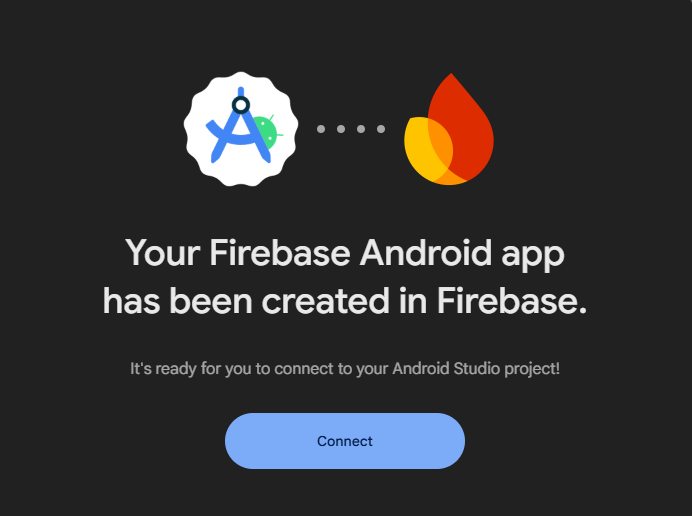 Your Firebase Android app
has been created in Firebase.
It's ready for you to connect to your Android Studio project!
Connect